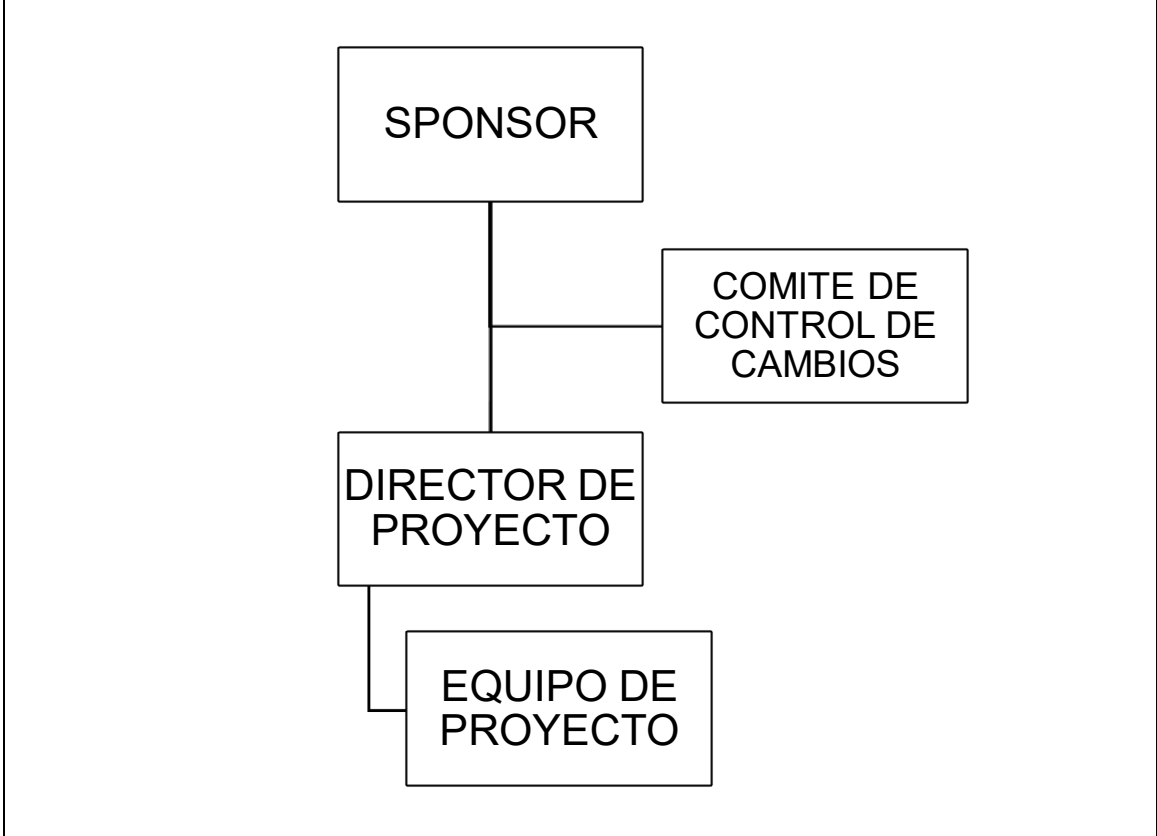 SPONSOR
COMITE DE
CONTROL DE
CAMBIOS
DIRECTOR DE
PROYECTO
EQUIPO DE
PROYECTO